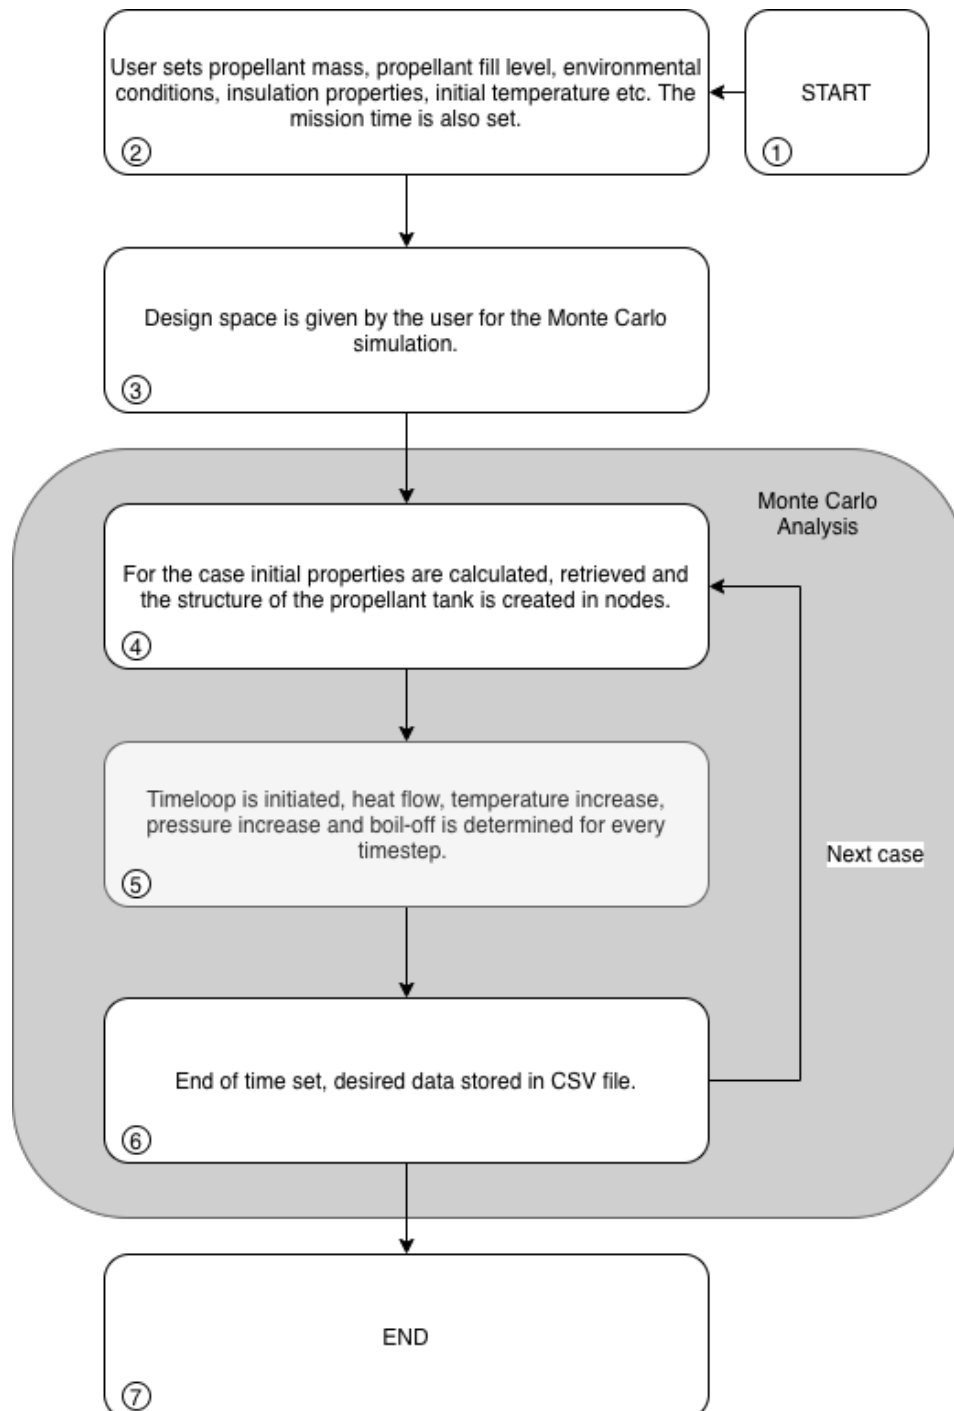 START
1
User sets propellant mass, propellant fill level, environmental
conditions, insulation properties, initial temperature etc. The
mission time is also set.
2
Design space is given by the user for the Monte Carlo
simulation.
3
Monte Carlo
Analysis
For the case initial properties are calculated, retrieved and
the structure of the propellant tank is created in nodes.
4
Timeloop is initiated, heat flow, temperature increase,
pressure increase and boil-off is determined for every
timestep.
5
Next case
End of time set, desired data stored in CSV file.
6
END
7